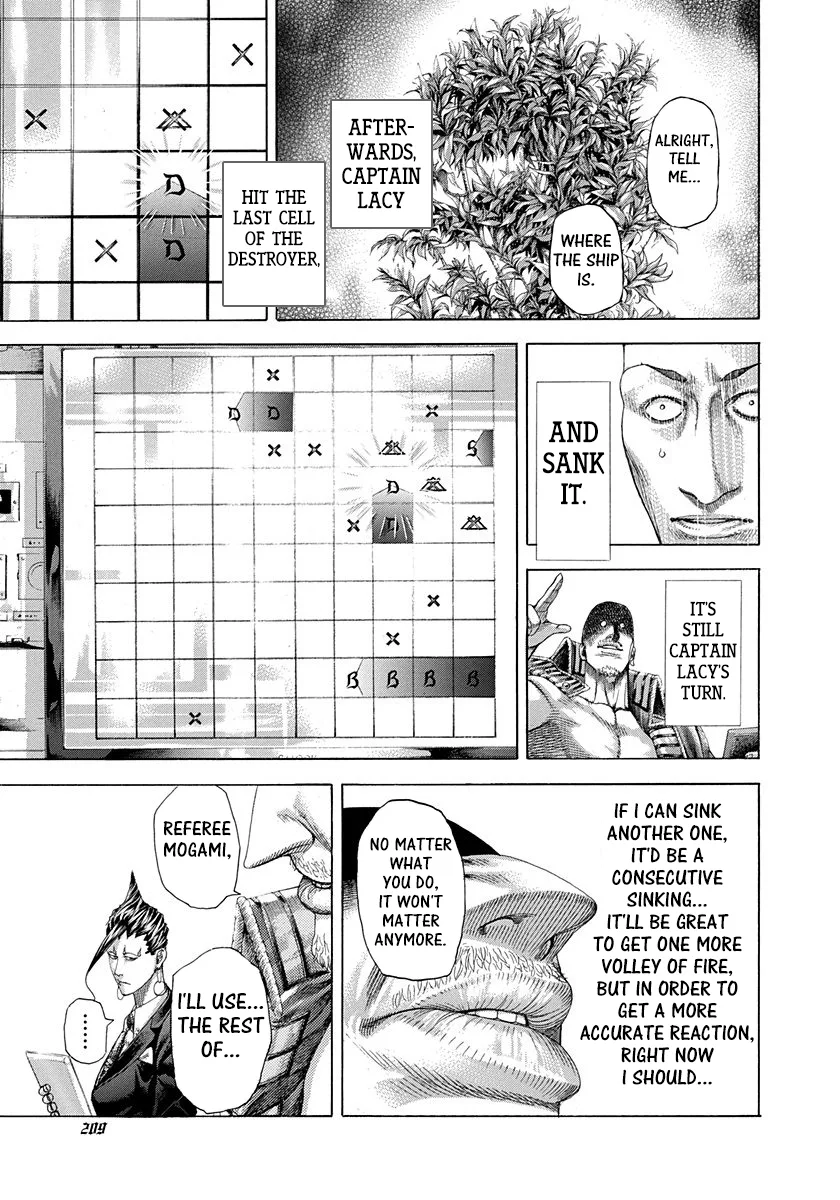 ALRIGHT,
TELL
ME...
WHERE
THE SHIP
IS.
AFTER-
WARDS,
CAPTAIN
LACY
HIT THE
LAST CELL
OF THE
DESTROYER,
D
D
AND
SANK
IT.
D D
S
D
D
B B B B
IT'S
STILL
CAPTAIN
LACY'S
TURN.
IF I CAN SINK
ANOTHER ONE,
IT'D BE A
CONSECUTIVE
SINKING...
IT'LL BE GREAT
TO GET ONE MORE
VOLLEY OF FIRE,
BUT IN ORDER TO
GET A MORE
ACCURATE REACTION,
RIGHT NOW
I SHOULD...
NO MATTER
WHAT
YOU DO,
IT WON'T
MATTER
ANYMORE.
REFEREE
MOGAMI,
I'LL USE...
THE REST
OF...
......
209